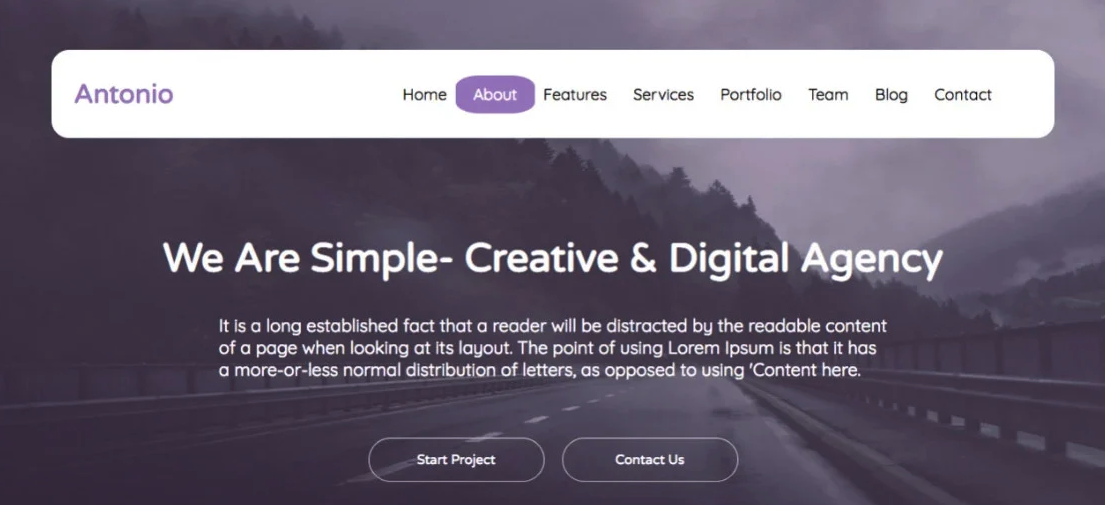 Antonio
Home About Features Services Portfolio Team Blog Contact
We Are Simple- Creative & Digital Agency
It is a long established fact that a reader will be distracted by the readable content
of a page when looking at its layout. The point of using Lorem Ipsum is that it has
a more-or-less normal distribution of letters, as opposed to using 'Content here.
Start Project
Contact Us